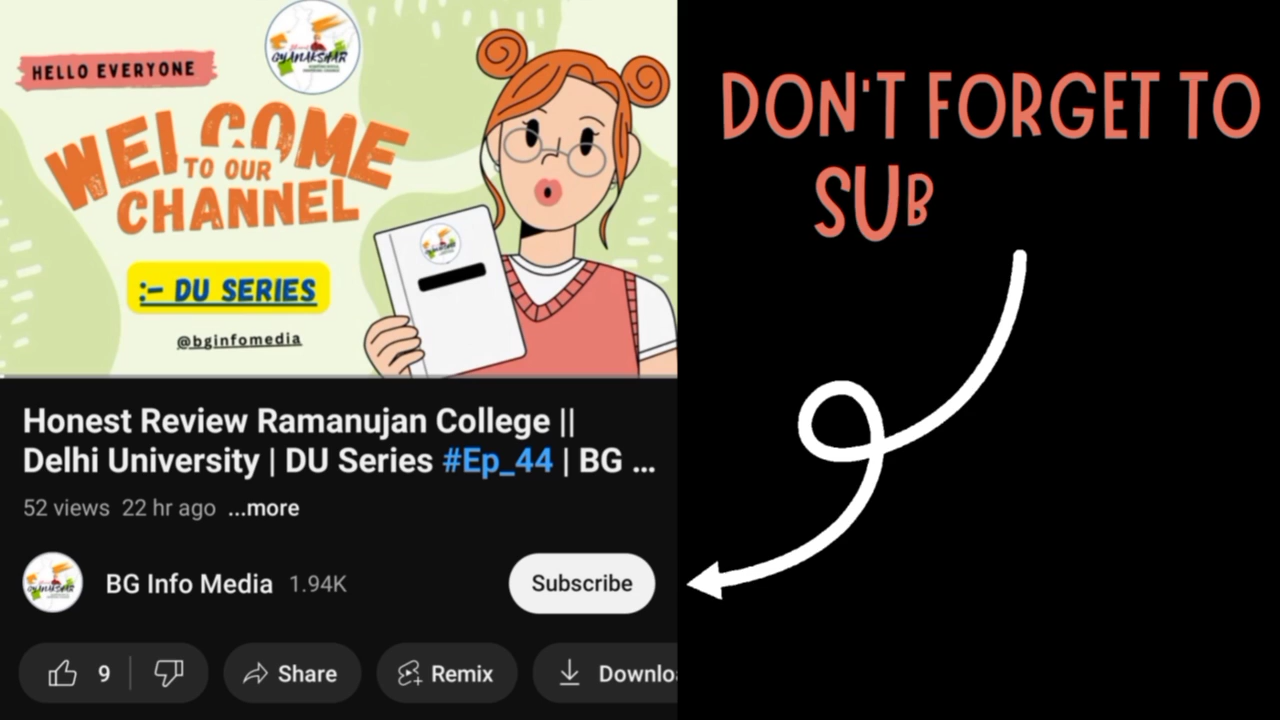 HELLO EVERYONE
GYANAKSHAR
WELCOME
TO OUR
CHANNEL
:- DU SERIES
@bginfomedia
Honest Review Ramanujan College ||
Delhi University | DU Series #Ep_44 | BG ...
52 views 22 hr ago ...more
BG Info Media 1.94K
Subscribe
9
Share
Remix
Downlo
DON'T FORGET TO
SUB